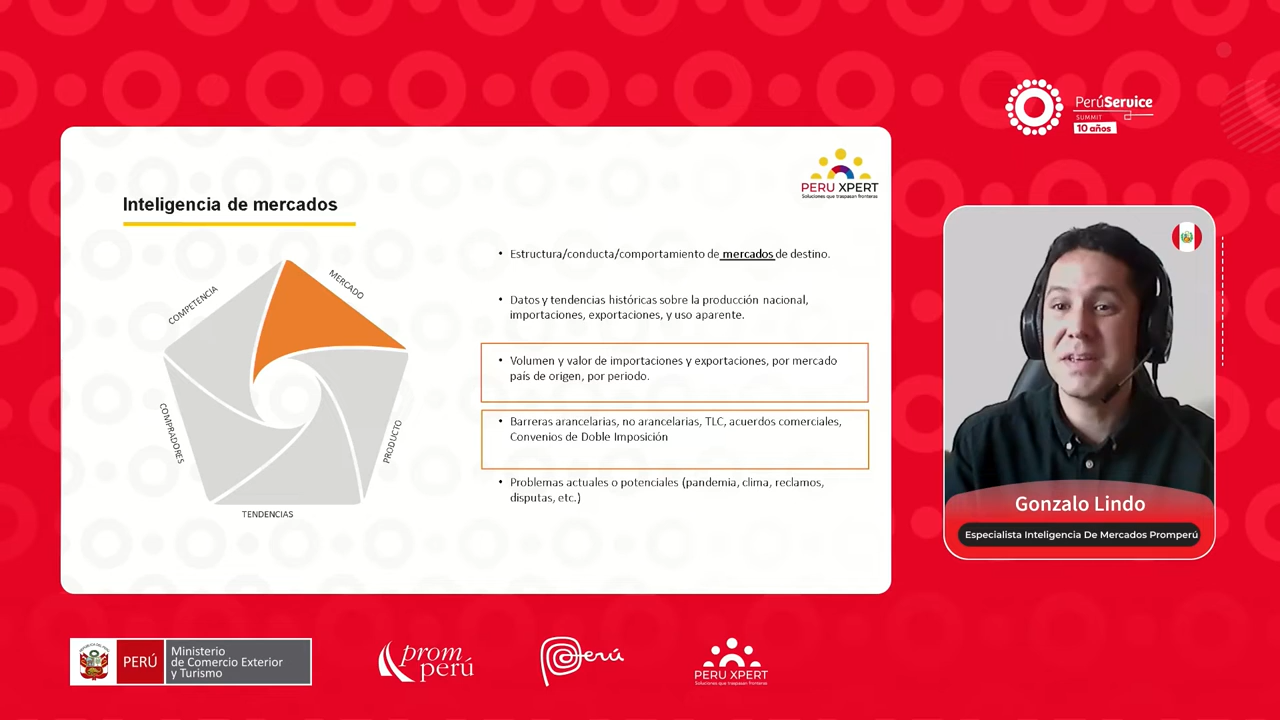 PerúService
SUMMIT
10 años
PERU XPERT
Soluciones que traspasan fronteras
Inteligencia de mercados
COMPETENCIA
MERCADO
COMPRADORES
PRODUCTO
TENDENCIAS
• Estructura/conducta/comportamiento de mercados de destino.
• Datos y tendencias históricas sobre la producción nacional,
importaciones, exportaciones, y uso aparente.
• Volumen y valor de importaciones y exportaciones, por mercado
país de origen, por periodo.
• Barreras arancelarias, no arancelarias, TLC, acuerdos comerciales,
Convenios de Doble Imposición
• Problemas actuales o potenciales (pandemia, clima, reclamos,
disputas, etc.)
Gonzalo Lindo
Especialista Inteligencia De Mercados Promperú
PERÚ
Ministerio
de Comercio Exterior
y Turismo
prom
perú
Perú
PERU XPERT
Soluciones que traspasan fronteras